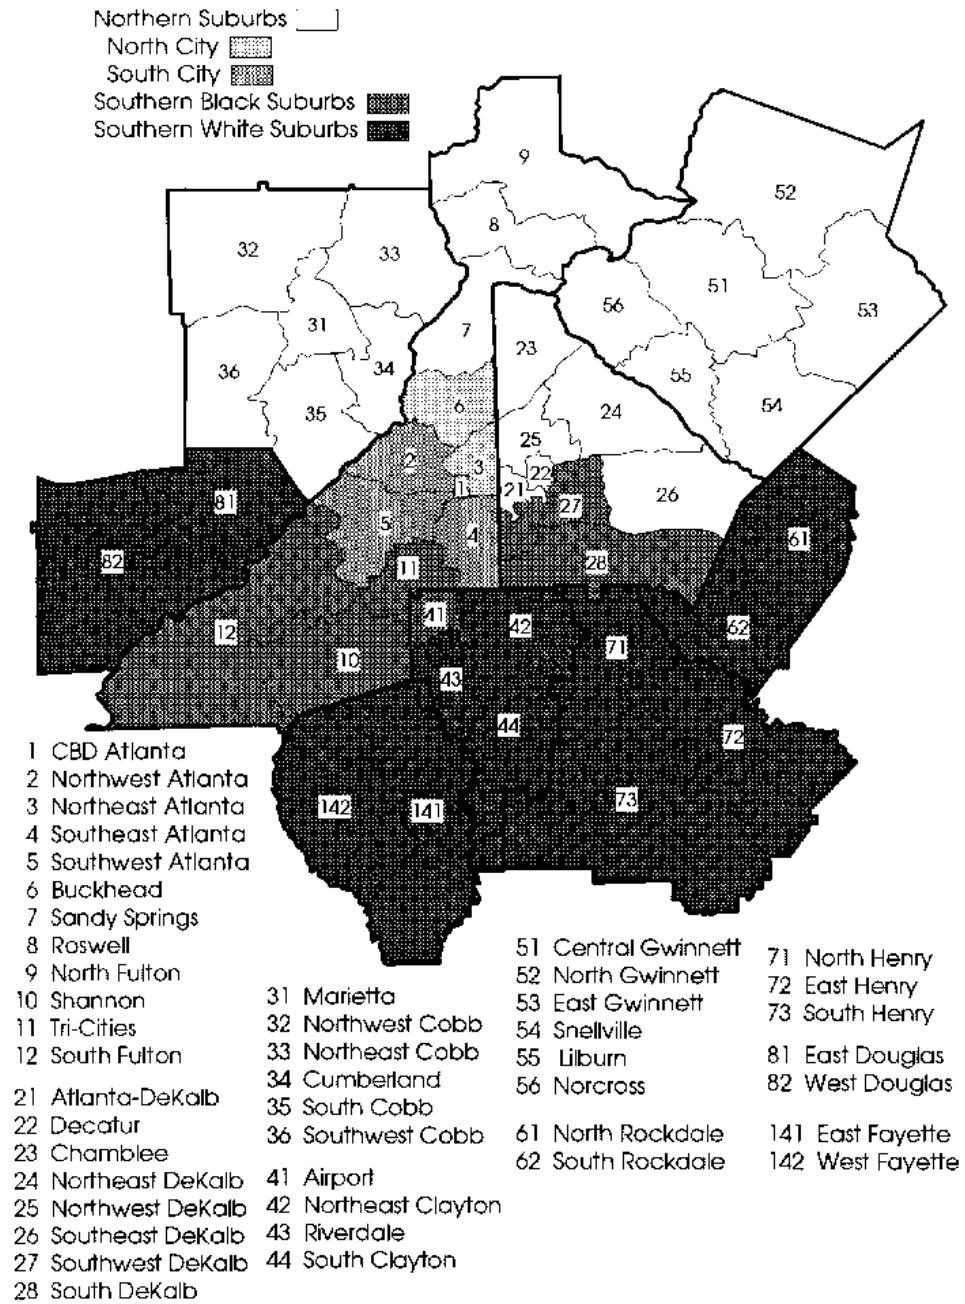 Northern Suburbs
North City
South City
Southern Black Suburbs
Southern White Suburbs
9
52
8
32
33
51
56
53
31
7
23
34
36
55
6
24
54
35
25
2
3
22
1
21
26
81
27
5
4
61
82
11
28
41
42
12
62
71
10
43
44
72
142
141
73
1 CBD Atlanta
2 Northwest Atlanta
3 Northeast Atlanta
4 Southeast Atlanta
5 Southwest Atlanta
6 Buckhead
7 Sandy Springs
8 Roswell
9 North Fulton
10 Shannon
11 Tri-Cities
12 South Fulton
21 Atlanta-DeKalb
22 Decatur
23 Chamblee
24 Northeast DeKalb
25 Northwest DeKalb
26 Southeast DeKalb
27 Southwest DeKalb
28 South DeKalb
31 Marietta
32 Northwest Cobb
33 Northeast Cobb
34 Cumberland
35 South Cobb
36 Southwest Cobb
41 Airport
42 Northeast Clayton
43 Riverdale
44 South Clayton
51 Central Gwinnett
52 North Gwinnett
53 East Gwinnett
54 Snellville
55 Lilburn
56 Norcross
61 North Rockdale
62 South Rockdale
71 North Henry
72 East Henry
73 South Henry
81 East Douglas
82 West Douglas
141 East Fayette
142 West Fayette